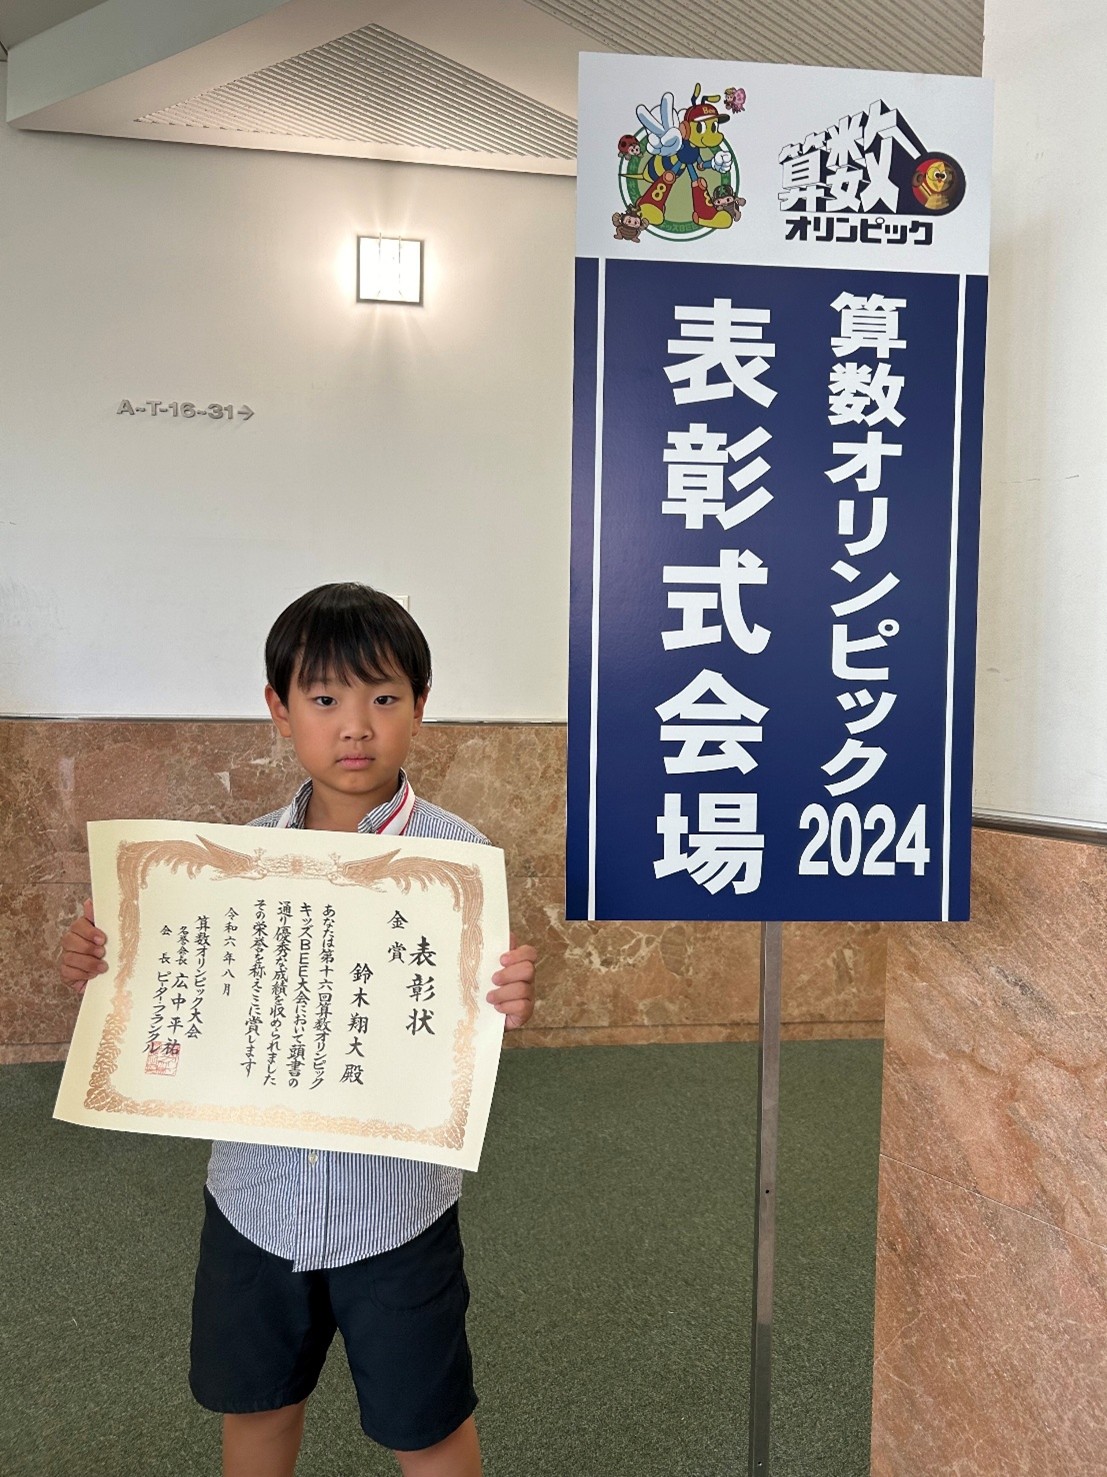 Bee
8
8
算数
オリンピック
算数オリンピック2024
表彰式会場
A-T-16-31→
表彰状
金賞
鈴木翔大殿
あなたは第十六回算数オリンピック
キッズBEE大会において頭書の
通り優秀な成績を収められました
その栄誉を称えここに賞します
令和六年八月
算数オリンピック大会
名誉会長 広中平祐
会長 ピーター・フランクル